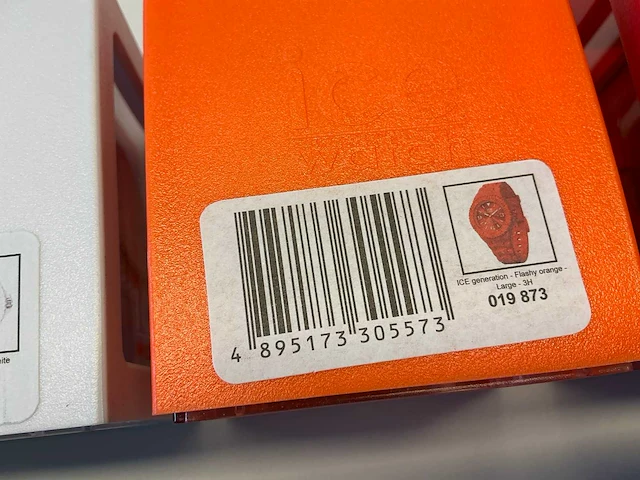 ice
watch
ICE generation - Flashy orange -
Large - 3H
019 873
4 895173 305573